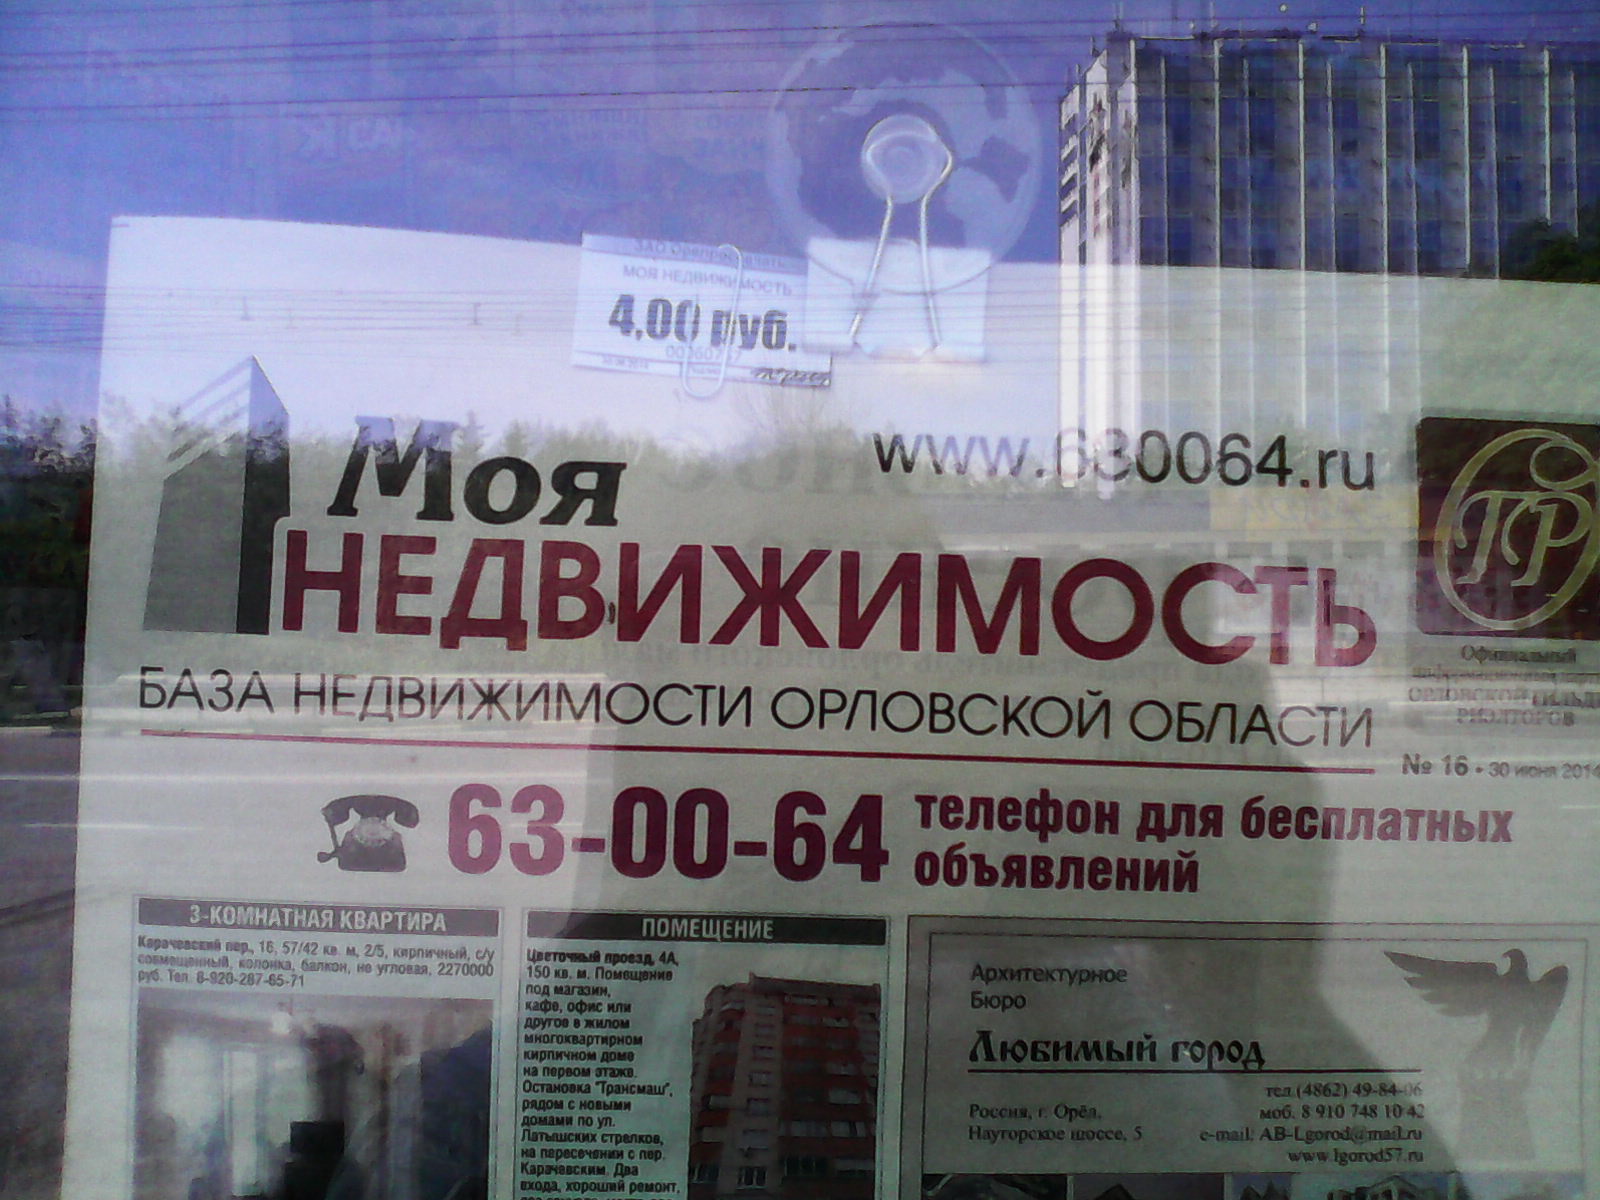 МОЯ НЕДВИЖИМОСТЬ
4,00 руб.
www.630064.ru
Моя
НЕДВИЖИМОСТЬ
БАЗА НЕДВИЖИМОСТИ ОРЛОВСКОЙ ОБЛАСТИ
ГР
Официальный
ОРЛОВСКОЙ ГИЛЬДИ
РИЭЛТОРОВ
№ 16 • 30 июня 2014
63-00-64 телефон для бесплатных
объявлений
3-КОМНАТНАЯ КВАРТИРА
Карачевский пер., 16, 57/42 кв. м, 2/5, кирпичный, с/у
совмещенный, колонка, балкон, не угловая, 2270000
руб. Тел. 8-920-287-65-71
ПОМЕЩЕНИЕ
Цветочный проезд, 4А,
150 кв. м. Помещение
под магазин,
кафе, офис или
другое в жилом
многоквартирном
кирпичном доме
на первом этаже.
Остановка "Трансмаш",
рядом с новыми
домами по ул.
Латышских стрелков,
на пересечении с пер.
Карачевским. Два
входа, хороший ремонт,
Архитектурное
Бюро
Любимый город
тел.(4862) 49-84-06
Россия, г. Орёл, моб. 8 910 748 10 42
Наугорское шоссе, 5 e-mail: AB-Lgorod@mail.ru
www.lgorod57.ru